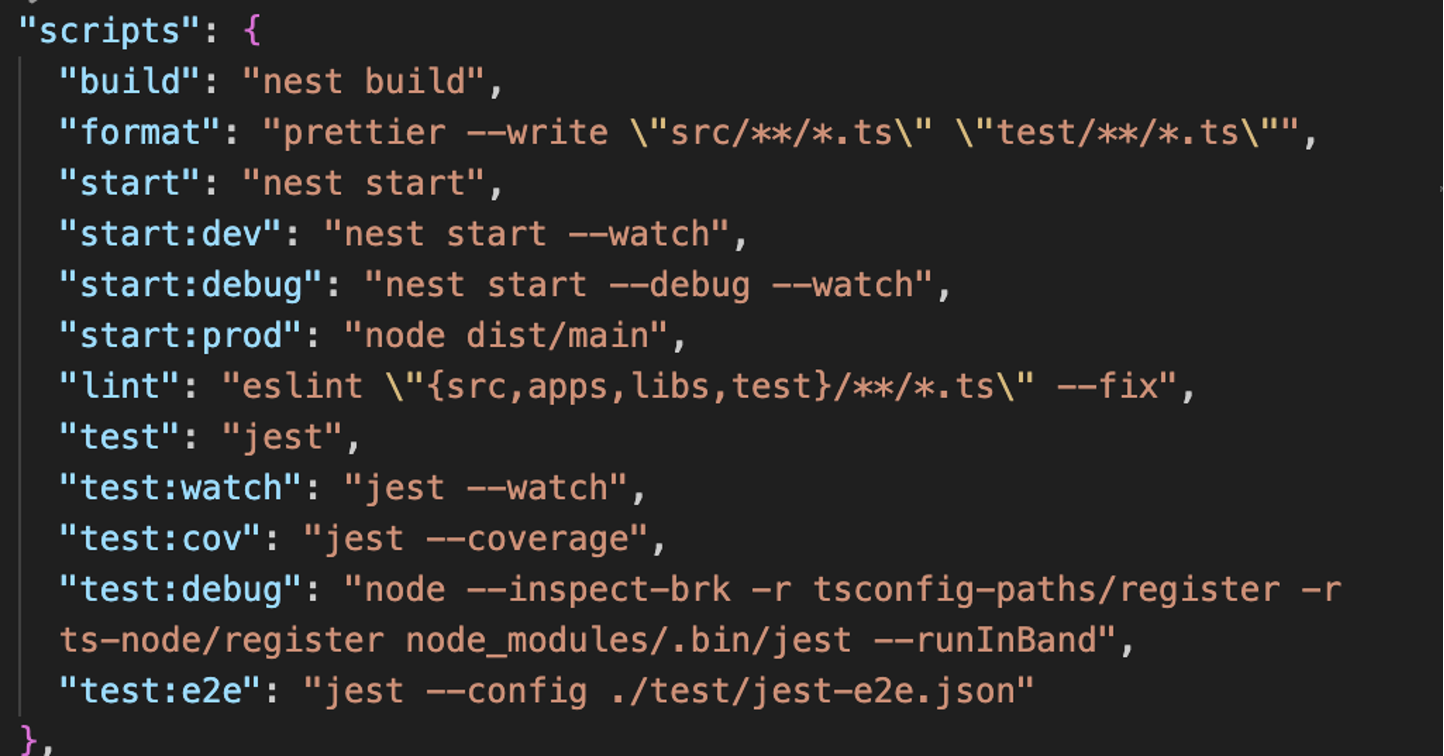 "scripts": {
"build": "nest build",
"format": "prettier --write \"src/**/*.ts\" \"test/**/*.ts\"",
"start": "nest start",
"start:dev": "nest start --watch",
"start:debug": "nest start --debug --watch",
"start:prod": "node dist/main",
"lint": "eslint \"{src,apps,libs,test}/**/*.ts\" --fix",
"test": "jest",
"test:watch": "jest --watch",
"test:cov": "jest --coverage",
"test:debug": "node --inspect-brk -r tsconfig-paths/register -r
ts-node/register node_modules/.bin/jest --runInBand",
"test:e2e": "jest --config ./test/jest-e2e.json"
},